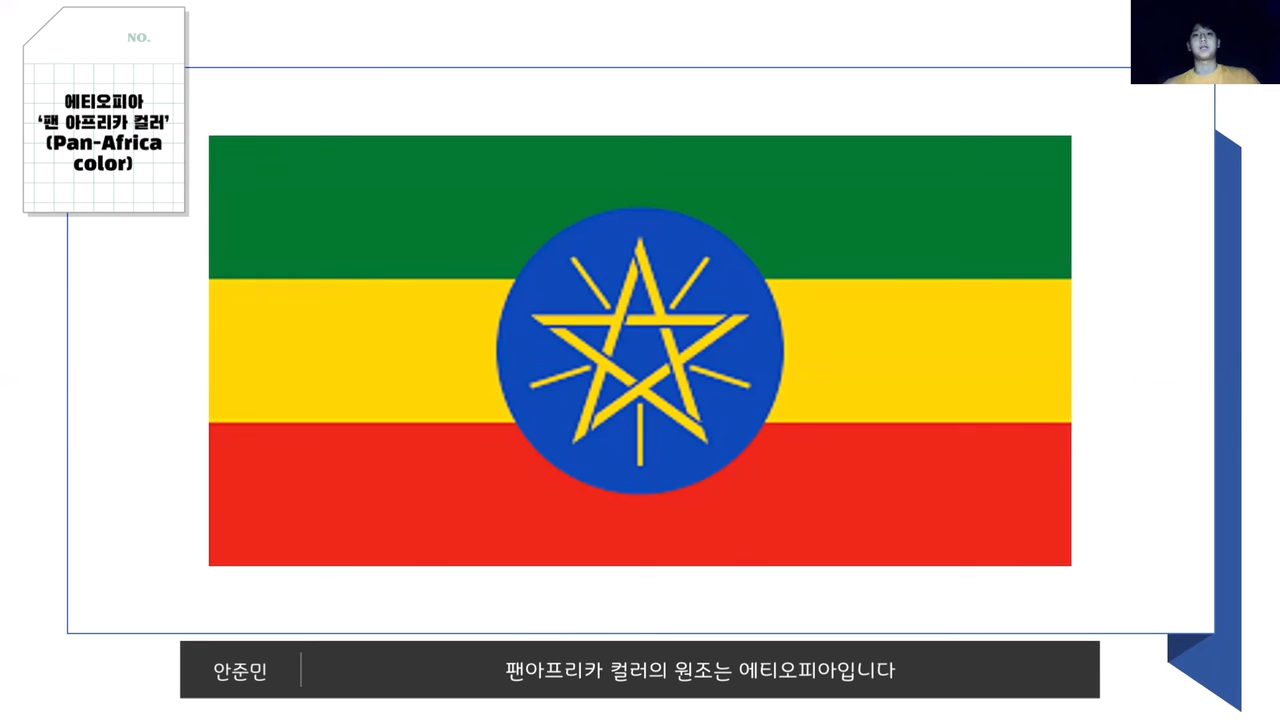 NO.
에티오피아
‘팬 아프리카 컬러’
(Pan-Africa
color)
안준민
팬아프리카 컬러의 원조는 에티오피아입니다